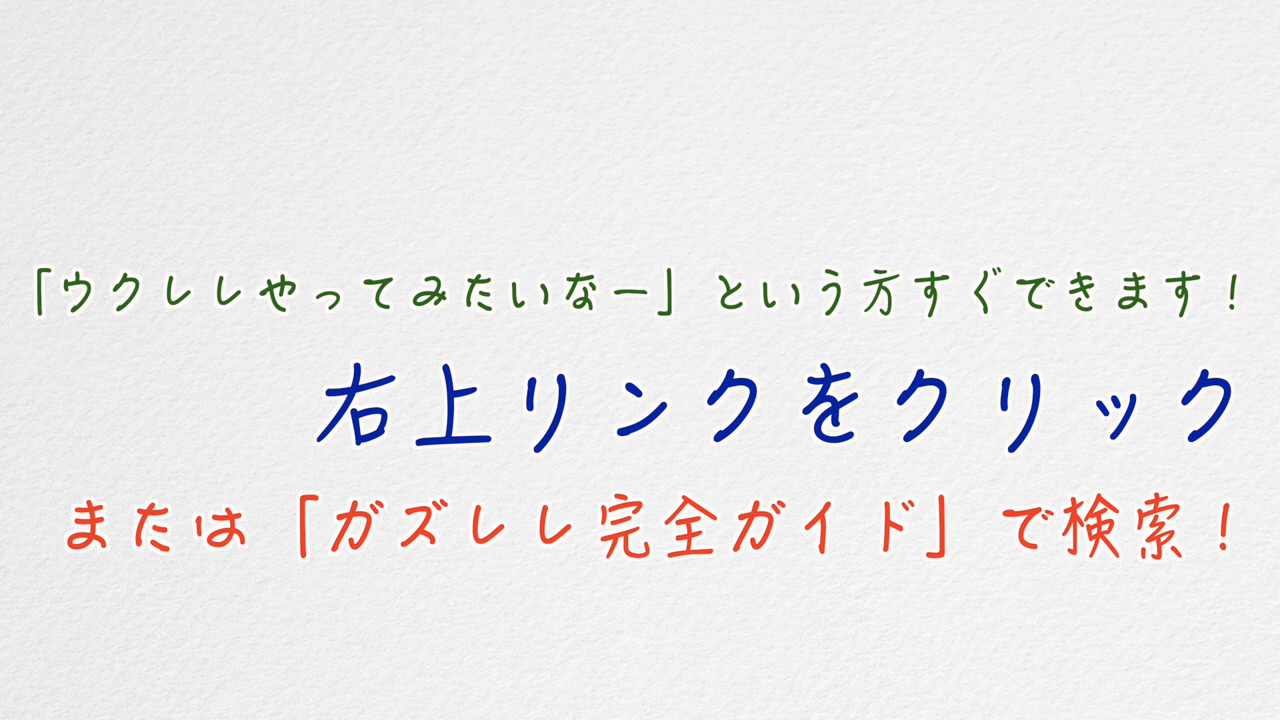 「ウクレレやってみたいなー」という方すぐできます！
右上リンクをクリック
または「ガズレレ完全ガイド」で検索！